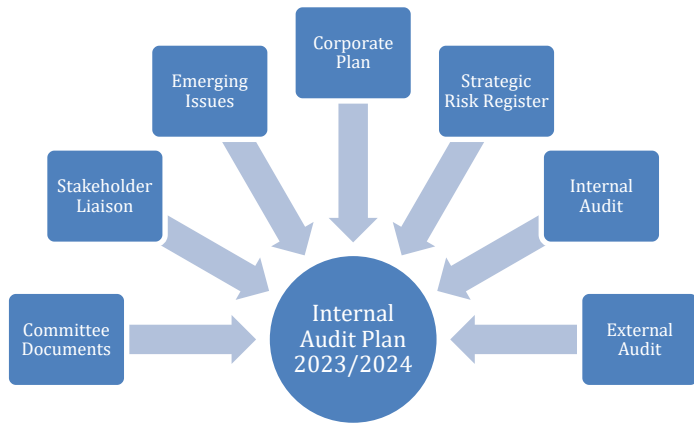 Corporate
Plan
Emerging
Issues
Strategic
Risk Register
Stakeholder
Liaison
Internal
Audit
Committee
Documents
Internal
Audit Plan
2023/2024
External
Audit